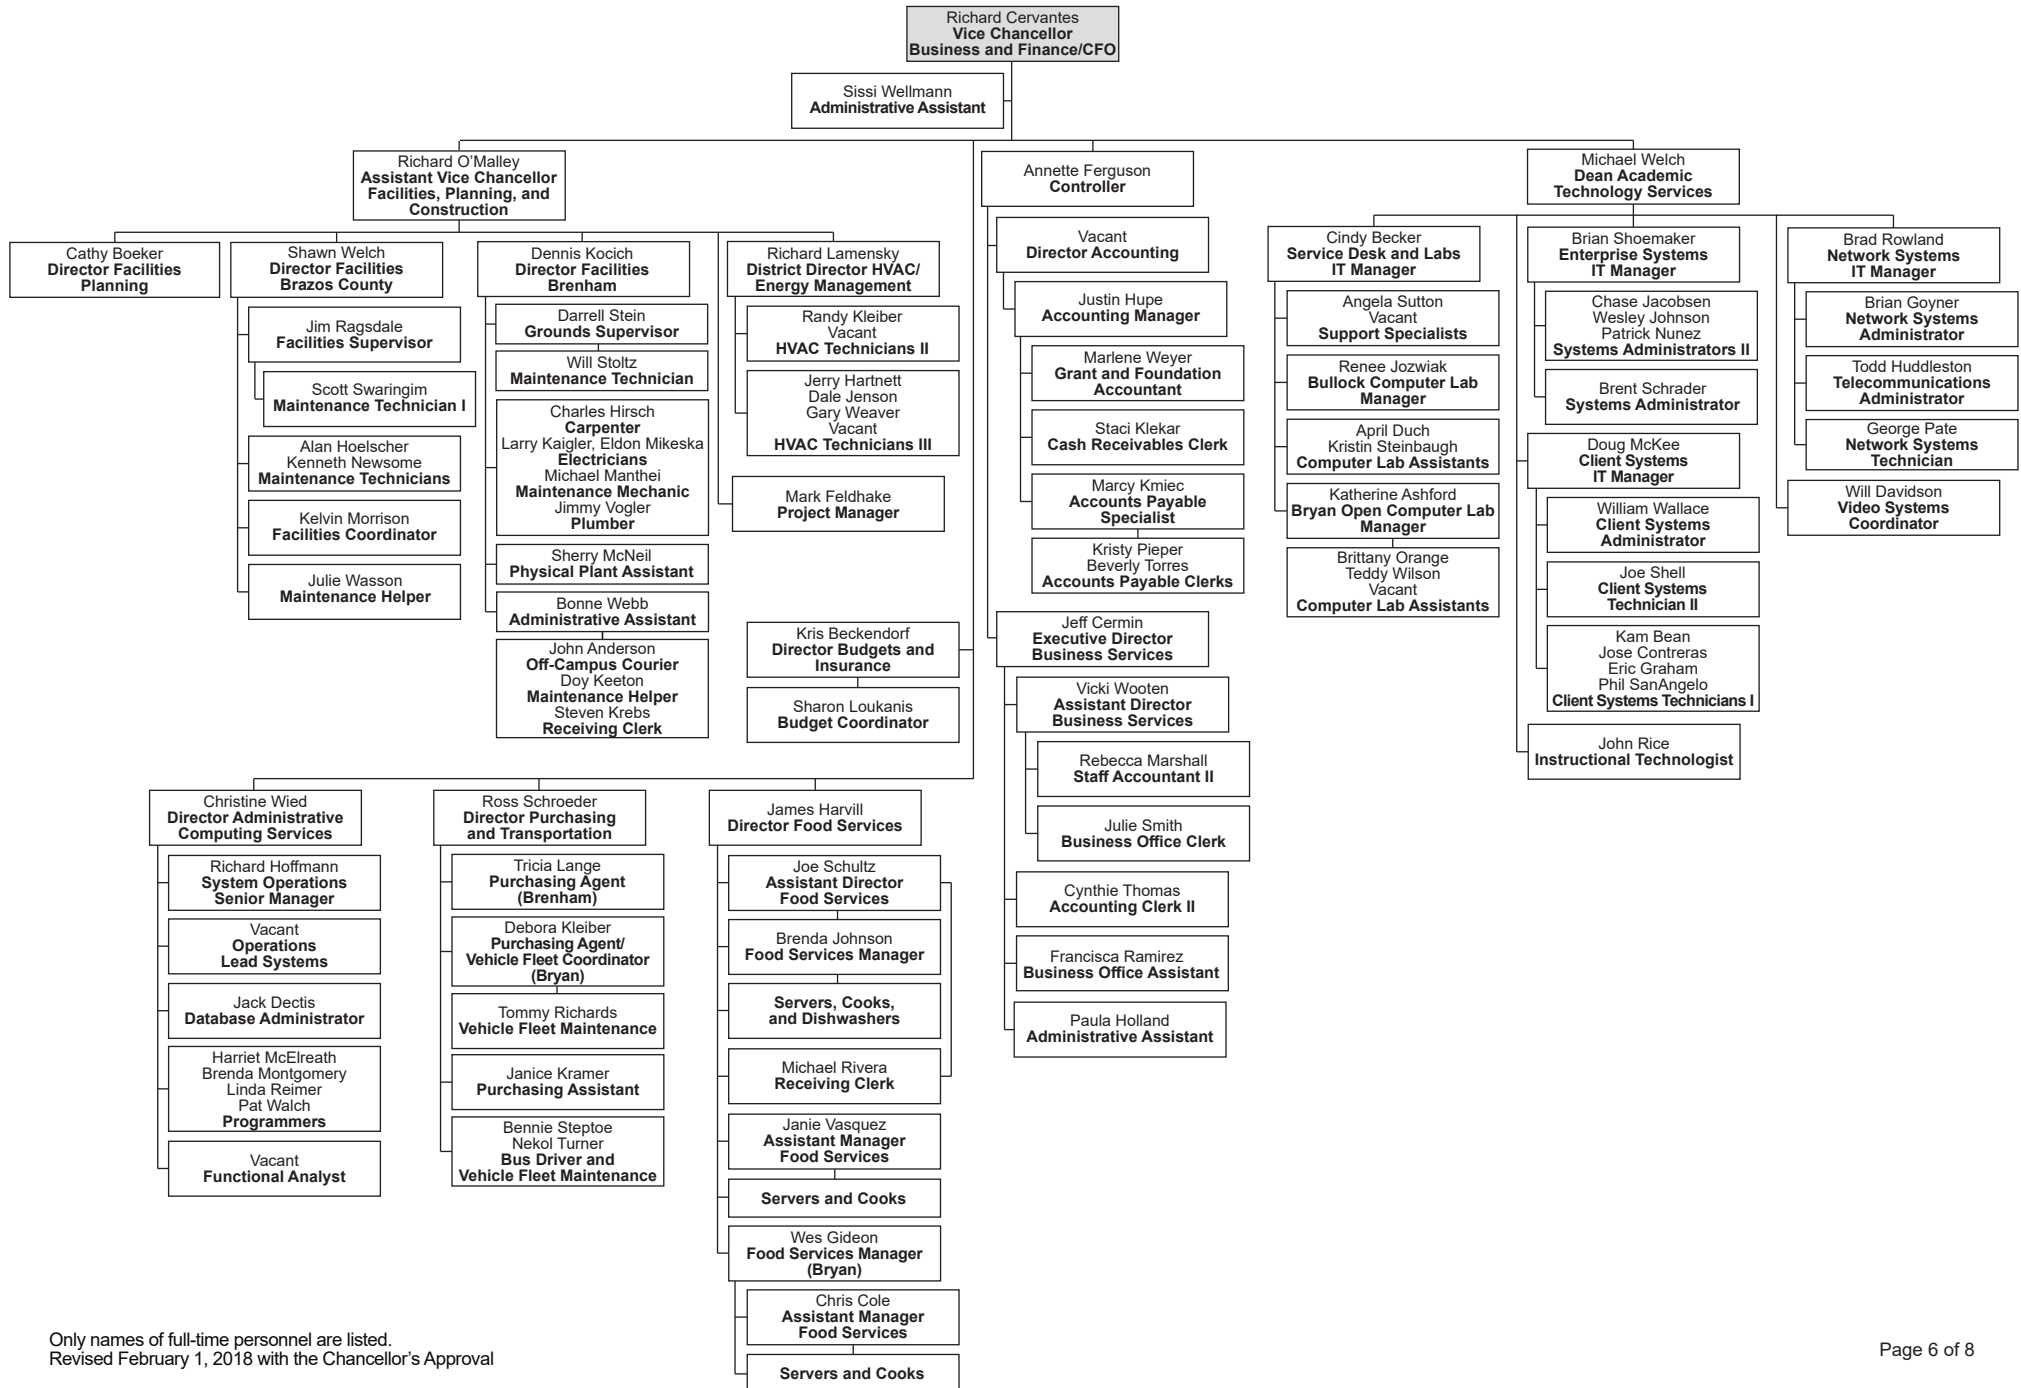 Richard Cervantes
Vice Chancellor
Business and Finance/CFO
Sissi Wellmann
Administrative Assistant
Richard O’Malley
Assistant Vice Chancellor
Facilities, Planning, and
Construction
Cathy Boeker
Director Facilities
Planning
Shawn Welch
Director Facilities
Brazos County
Jim Ragsdale
Facilities Supervisor
Scott Swaringim
Maintenance Technician I
Alan Hoelscher
Kenneth Newsome
Maintenance Technicians
Kelvin Morrison
Facilities Coordinator
Julie Wasson
Maintenance Helper
Dennis Kocich
Director Facilities
Brenham
Darrell Stein
Grounds Supervisor
Will Stoltz
Maintenance Technician
Charles Hirsch
Carpenter
Larry Kaigler, Eldon Mikeska
Electricians
Michael Manthei
Maintenance Mechanic
Jimmy Vogler
Plumber
Sherry McNeil
Physical Plant Assistant
Bonne Webb
Administrative Assistant
John Anderson
Off-Campus Courier
Doy Keeton
Maintenance Helper
Steven Krebs
Receiving Clerk
Richard Lamensky
District Director HVAC/
Energy Management
Randy Kleiber
Vacant
HVAC Technicians II
Jerry Hartnett
Dale Jenson
Gary Weaver
Vacant
HVAC Technicians III
Mark Feldhake
Project Manager
Kris Beckendorf
Director Budgets and
Insurance
Sharon Loukanis
Budget Coordinator
Annette Ferguson
Controller
Vacant
Director Accounting
Justin Hupe
Accounting Manager
Marlene Weyer
Grant and Foundation
Accountant
Staci Klekar
Cash Receivables Clerk
Marcy Kmiec
Accounts Payable
Specialist
Kristy Pieper
Beverly Torres
Accounts Payable Clerks
Jeff Cermin
Executive Director
Business Services
Vicki Wooten
Assistant Director
Business Services
Rebecca Marshall
Staff Accountant II
Julie Smith
Business Office Clerk
Cynthie Thomas
Accounting Clerk II
Francisca Ramirez
Business Office Assistant
Paula Holland
Administrative Assistant
Michael Welch
Dean Academic
Technology Services
Cindy Becker
Service Desk and Labs
IT Manager
Angela Sutton
Vacant
Support Specialists
Renee Jozwiak
Bullock Computer Lab
Manager
April Duch
Kristin Steinbaugh
Computer Lab Assistants
Katherine Ashford
Bryan Open Computer Lab
Manager
Brittany Orange
Teddy Wilson
Vacant
Computer Lab Assistants
Brian Shoemaker
Enterprise Systems
IT Manager
Chase Jacobsen
Wesley Johnson
Patrick Nunez
Systems Administrators II
Brent Schrader
Systems Administrator
Doug McKee
Client Systems
IT Manager
William Wallace
Client Systems
Administrator
Joe Shell
Client Systems
Technician II
Kam Bean
Jose Contreras
Eric Graham
Phil SanAngelo
Client Systems Technicians I
John Rice
Instructional Technologist
Brad Rowland
Network Systems
IT Manager
Brian Goyner
Network Systems
Administrator
Todd Huddleston
Telecommunications
Administrator
George Pate
Network Systems
Technician
Will Davidson
Video Systems
Coordinator
Christine Wied
Director Administrative
Computing Services
Richard Hoffmann
System Operations
Senior Manager
Vacant
Operations
Lead Systems
Jack Dectis
Database Administrator
Harriet McElreath
Brenda Montgomery
Linda Reimer
Pat Walch
Programmers
Vacant
Functional Analyst
Ross Schroeder
Director Purchasing
and Transportation
Tricia Lange
Purchasing Agent
(Brenham)
Debora Kleiber
Purchasing Agent/
Vehicle Fleet Coordinator
(Bryan)
Tommy Richards
Vehicle Fleet Maintenance
Janice Kramer
Purchasing Assistant
Bennie Steptoe
Nekol Turner
Bus Driver and
Vehicle Fleet Maintenance
James Harvill
Director Food Services
Joe Schultz
Assistant Director
Food Services
Brenda Johnson
Food Services Manager
Servers, Cooks,
and Dishwashers
Michael Rivera
Receiving Clerk
Janie Vasquez
Assistant Manager
Food Services
Servers and Cooks
Wes Gideon
Food Services Manager
(Bryan)
Chris Cole
Assistant Manager
Food Services
Servers and Cooks
Only names of full-time personnel are listed.
Revised February 1, 2018 with the Chancellor’s Approval
Page 6 of 8